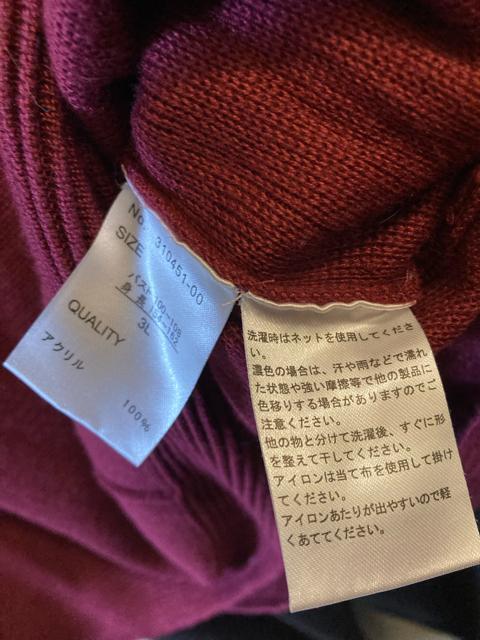 No. 310451-00
SIZE
バスト 100-108
身長 154-162
3L
QUALITY
アクリル
100%
洗濯時はネットを使用してくださ
い。
濃色の場合は、汗や雨などで濡れ
た状態や強い摩擦等で他の製品に
色移りする場合がありますのでご
注意ください。
他の物と分けて洗濯後、すぐに形
を整えて干してください。
アイロンは当て布を使用して掛け
てください。
アイロンあたりが出やすいので軽
くあててください。